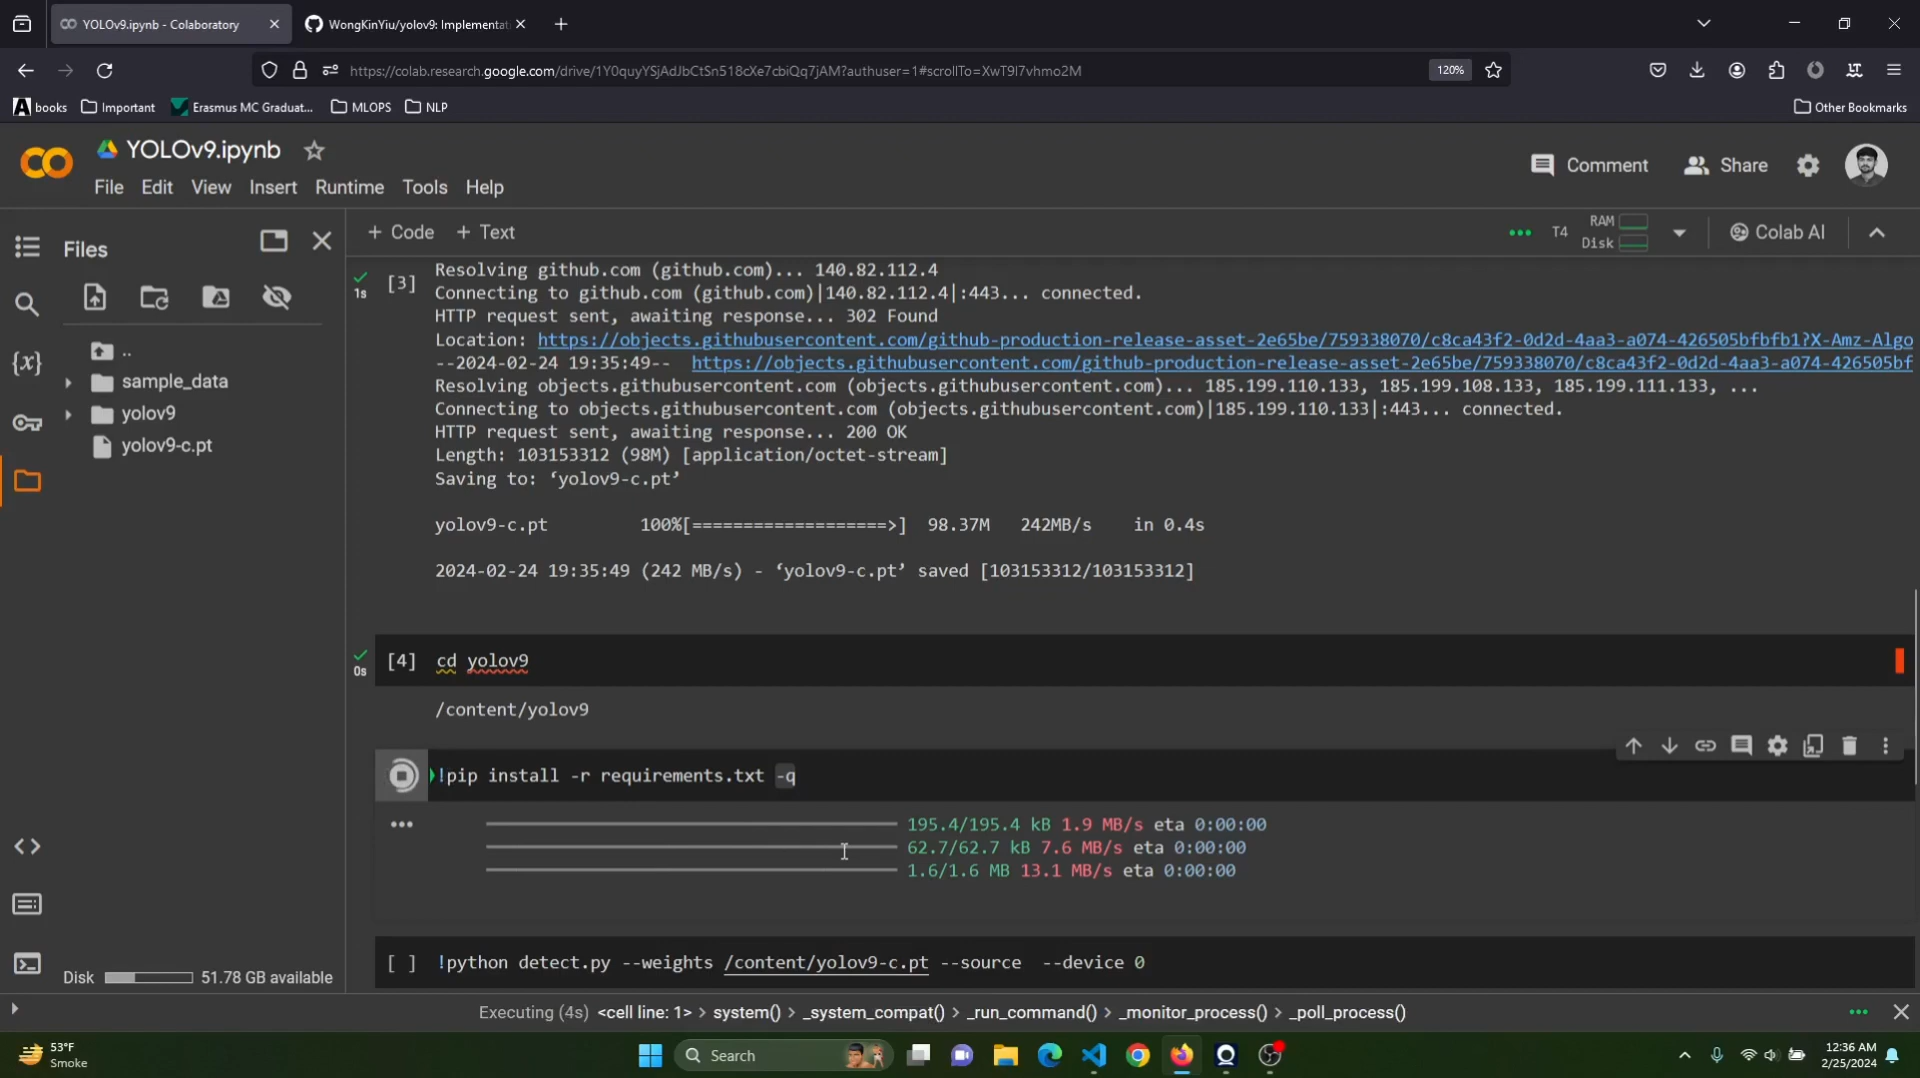 YOLOv9.ipynb - Colaboratory
WongKinYiu/yolov9: Implementat
https://colab.research.google.com/drive/1Y0quyYSjAdJbCtSn518cXe7cbiQq7jAM?authuser=1#scrollTo=XwT9l7vhmo2M
120%
books
Important
Erasmus MC Graduat...
MLOPS
NLP
Other Bookmarks
YOLOv9.ipynb
File Edit View Insert Runtime Tools Help
Comment
Share
Files
+ Code + Text
T4
RAM
Disk
Colab AI
..
sample_data
yolov9
yolov9-c.pt
1s
[3]
Resolving github.com (github.com)... 140.82.112.4
Connecting to github.com (github.com)|140.82.112.4|:443... connected.
HTTP request sent, awaiting response... 302 Found
Location: https://objects.githubusercontent.com/github-production-release-asset-2e65be/759338070/c8ca43f2-0d2d-4aa3-a074-426505bfbfb1?X-Amz-Algo
--2024-02-24 19:35:49-- https://objects.githubusercontent.com/github-production-release-asset-2e65be/759338070/c8ca43f2-0d2d-4aa3-a074-426505bf
Resolving objects.githubusercontent.com (objects.githubusercontent.com)... 185.199.110.133, 185.199.108.133, 185.199.111.133, ...
Connecting to objects.githubusercontent.com (objects.githubusercontent.com)|185.199.110.133|:443... connected.
HTTP request sent, awaiting response... 200 OK
Length: 103153312 (98M) [application/octet-stream]
Saving to: ‘yolov9-c.pt’
yolov9-c.pt 100%[===================>] 98.37M 242MB/s in 0.4s
2024-02-24 19:35:49 (242 MB/s) - ‘yolov9-c.pt’ saved [103153312/103153312]
0s
[4] cd yolov9
/content/yolov9
!pip install -r requirements.txt -q
195.4/195.4 kB 1.9 MB/s eta 0:00:00
62.7/62.7 kB 7.6 MB/s eta 0:00:00
1.6/1.6 MB 13.1 MB/s eta 0:00:00
[ ] !python detect.py --weights /content/yolov9-c.pt --source --device 0
Disk 51.78 GB available
Executing (4s) <cell line: 1> > system() > _system_compat() > _run_command() > _monitor_process() > _poll_process()
53°F
Smoke
Search
12:36 AM
2/25/2024